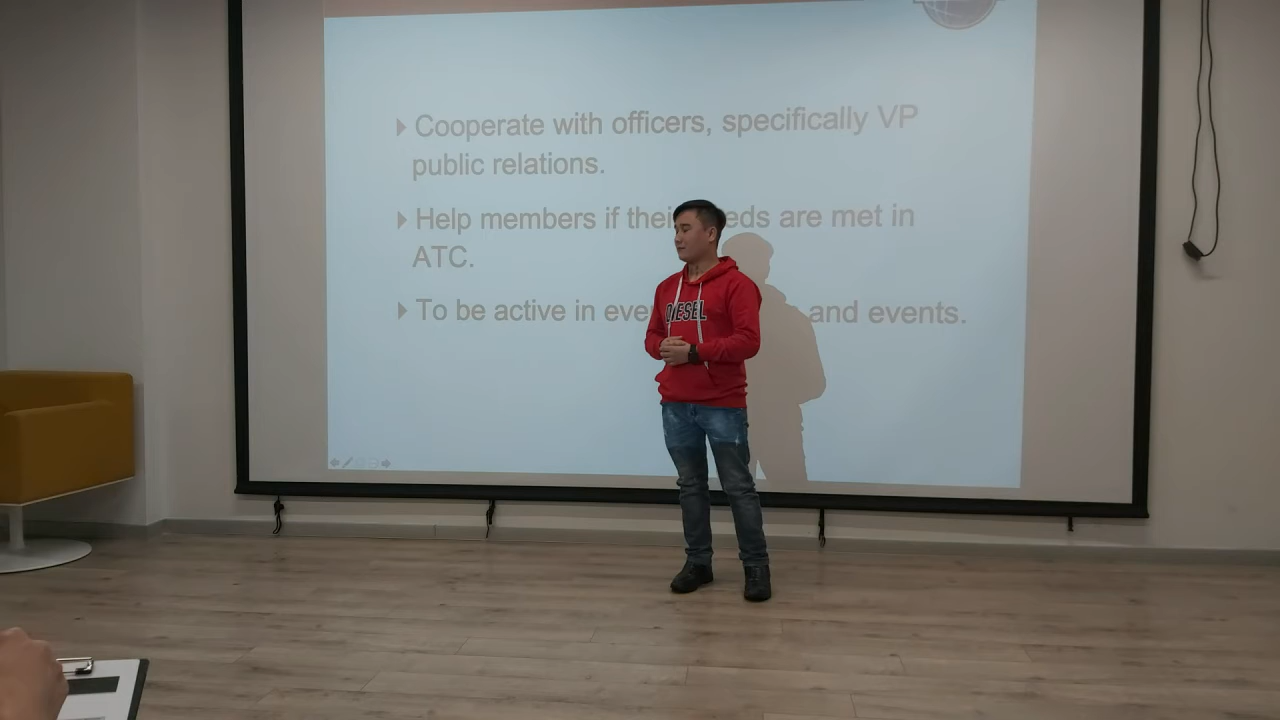 Cooperate with officers, specifically VP
public relations.
Help members if their eds are met in
ATC.
To be active in eve and events.
DIESEL